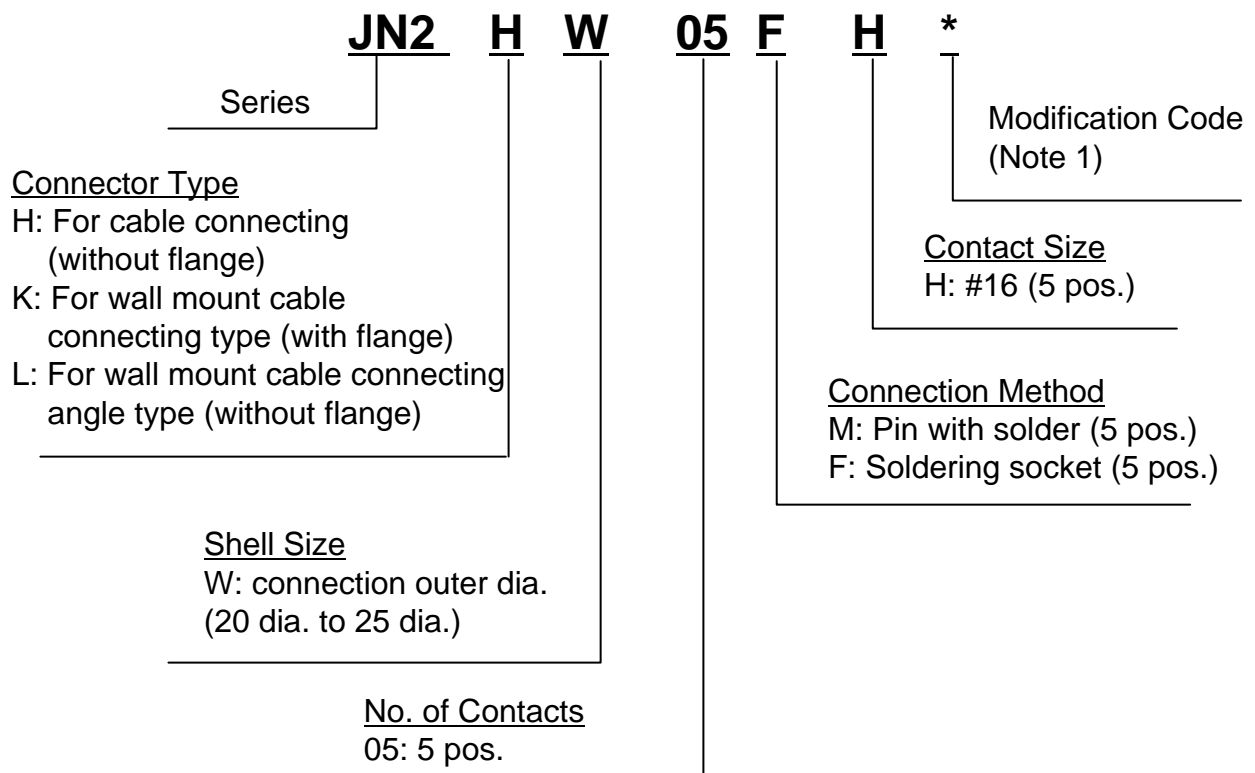 JN2 H W 05 F H *
Series
Modification Code
(Note 1)
Connector Type
H: For cable connecting
(without flange)
K: For wall mount cable
connecting type (with flange)
L: For wall mount cable connecting
angle type (without flange)
Contact Size
H: #16 (5 pos.)
Connection Method
M: Pin with solder (5 pos.)
F: Soldering socket (5 pos.)
Shell Size
W: connection outer dia.
(20 dia. to 25 dia.)
No. of Contacts
05: 5 pos.